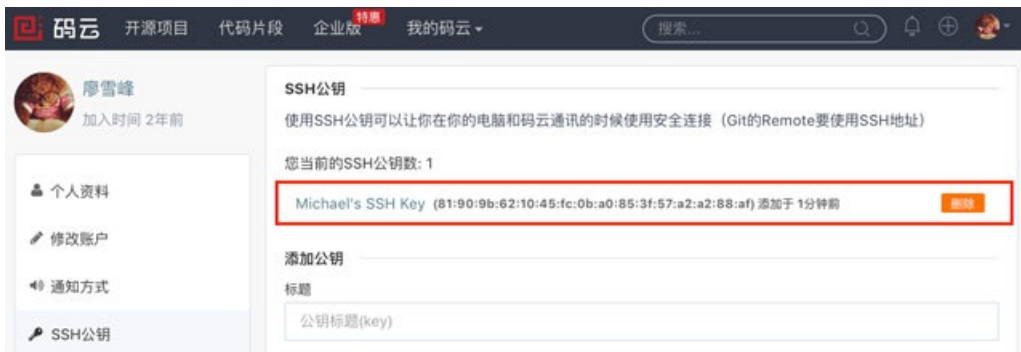 码云 开源项目 代码片段 企业版 特惠 我的码云 搜索...
廖雪峰
加入时间 2年前
个人资料
修改账户
通知方式
SSH公钥
SSH公钥
使用SSH公钥可以让你在你的电脑和码云通讯的时候使用安全连接（Git的Remote要使用SSH地址）
您当前的SSH公钥数: 1
Michael's SSH Key (81:90:9b:62:10:45:fc:0b:a0:85:3f:57:a2:a2:88:af) 添加于 1分钟前 删除
添加公钥
标题
公钥标题(key)